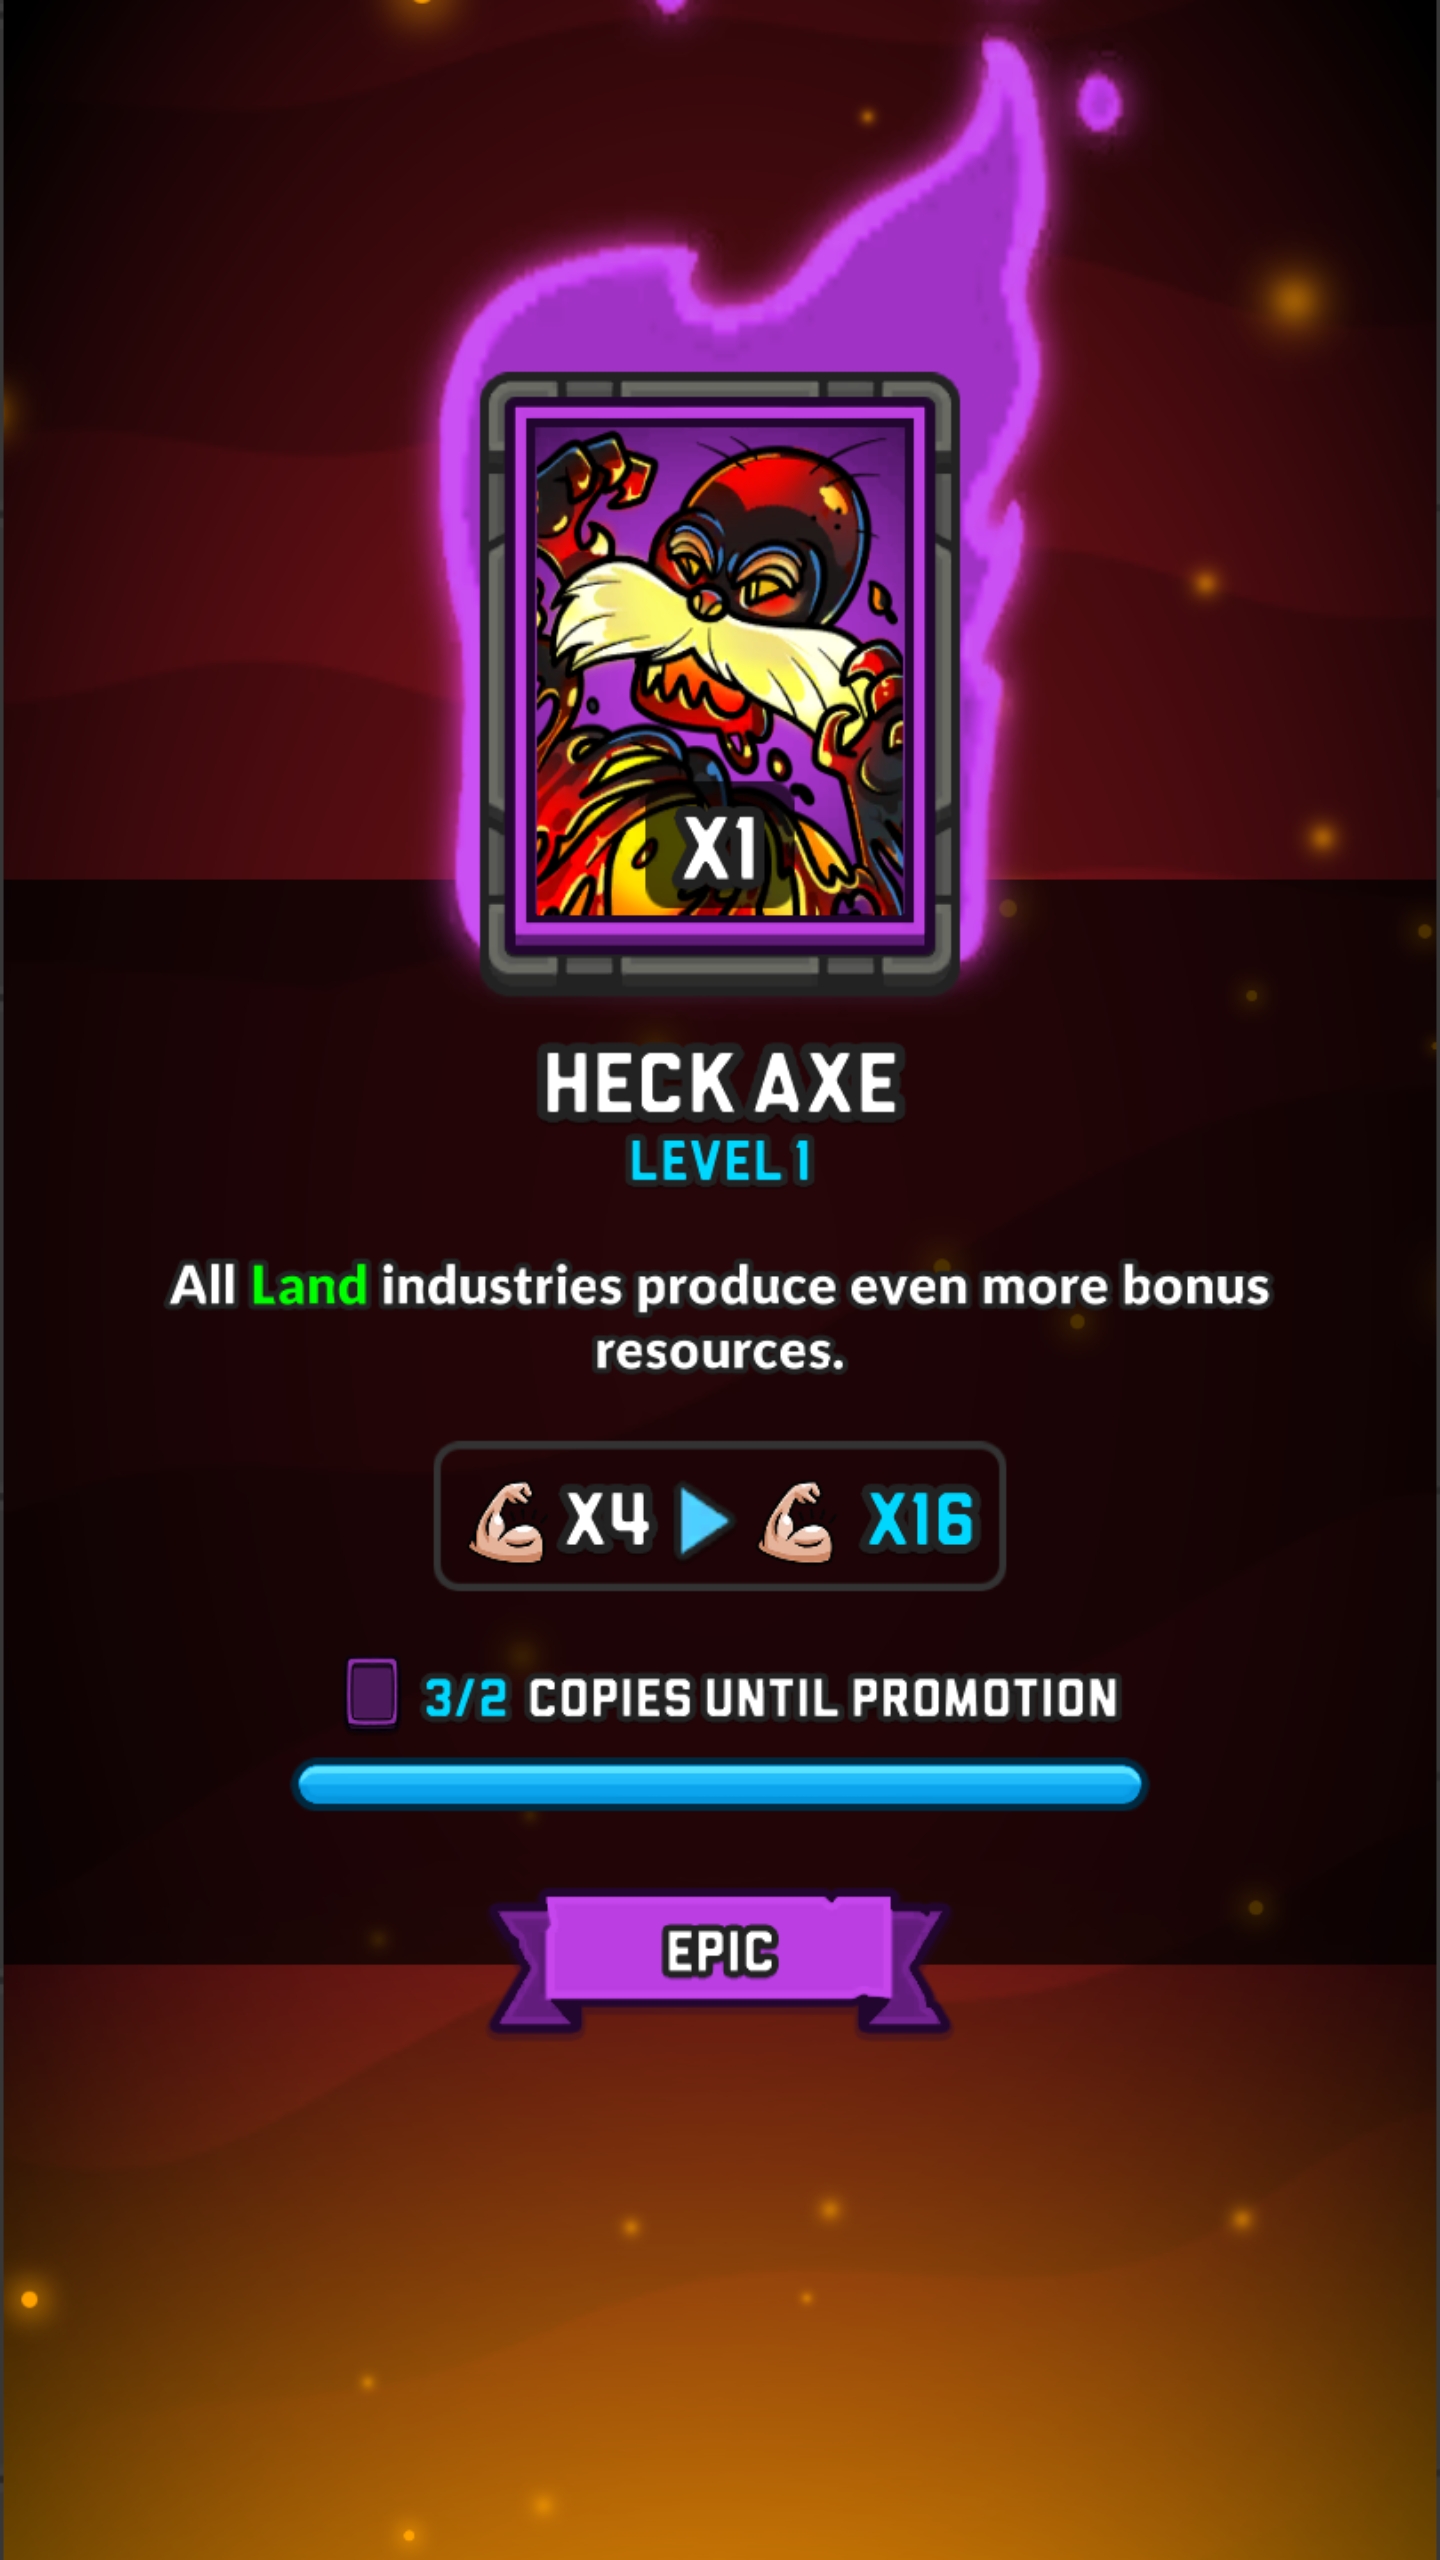 X1
HECK AXE
LEVEL 1
All Land industries produce even more bonus
resources.
X4 X16
3/2 COPIES UNTIL PROMOTION
EPIC